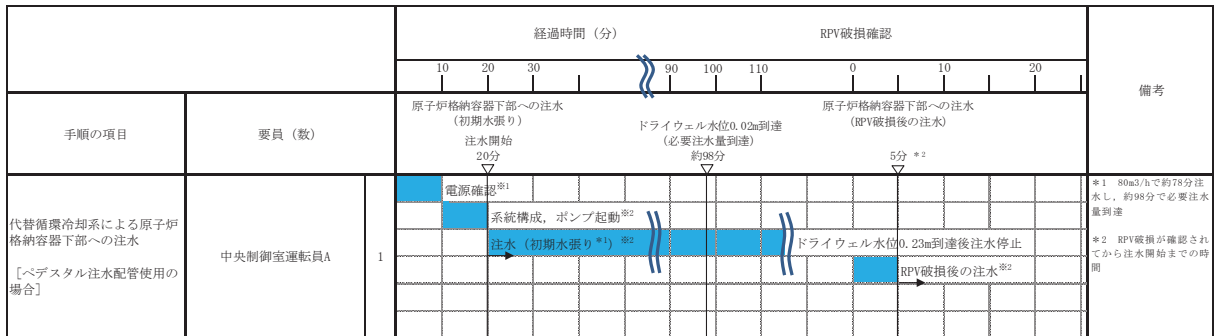 経過時間（分） RPV破損確認
10 20 30 90 100 110 0 10 20
備考
手順の項目 要員（数）
原子炉格納容器下部への注水
（初期水張り）
注水開始
20分
ドライウェル水位0.02m到達
（必要注水量到達）
約98分
原子炉格納容器下部への注水
（RPV破損後の注水）
5分 ＊2
代替循環冷却系による原子炉
格納容器下部への注水
［ペデスタル注水配管使用の
場合］
中央制御室運転員A 1
電源確認※1
系統構成，ポンプ起動※2
注水（初期水張り＊1）※2
ドライウェル水位0.23m到達後注水停止
RPV破損後の注水※2
＊1 80m3/hで約78分注
水し，約98分で必要注水
量到達
＊2 RPV破損が確認され
てから注水開始までの時
間